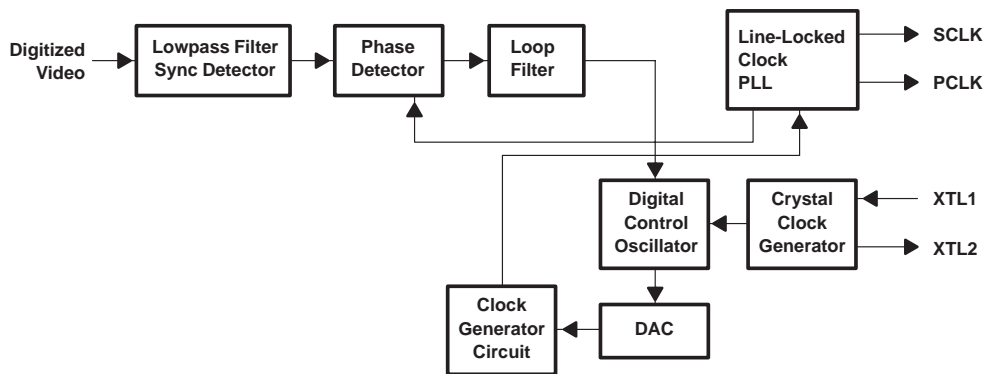 Digitized
Video
Lowpass Filter
Sync Detector
Phase
Detector
Loop
Filter
Line-Locked
Clock
PLL
SCLK
PCLK
Digital
Control
Oscillator
Crystal
Clock
Generator
XTL1
XTL2
Clock
Generator
Circuit
DAC